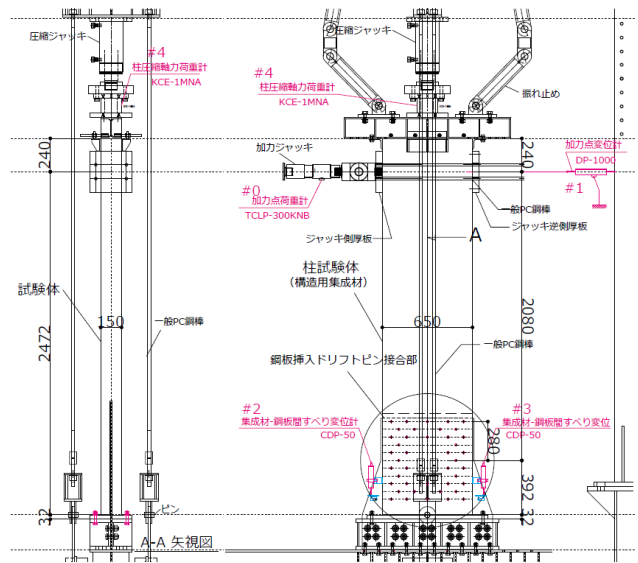 圧縮ジャッキ
#4
柱圧縮軸力荷重計
KCE-1MNA
240
試験体
150
一般PC鋼棒
2472
ピン
32
A-A 矢視図
圧縮ジャッキ
#4
柱圧縮軸力荷重計
KCE-1MNA
振れ止め
加力ジャッキ
#0
加力点荷重計
TCLP-300KNB
240
加力点変位計
DP-1000
#1
一般PC鋼棒
ジャッキ側厚板
A
ジャッキ逆側厚板
柱試験体
(構造用集成材)
650
2080
一般PC鋼棒
鋼板挿入ドリフトピン接合部
#2
集成材-鋼板間すべり変位計
CDP-50
#3
集成材-鋼板間すべり変位
CDP-50
280
392
32